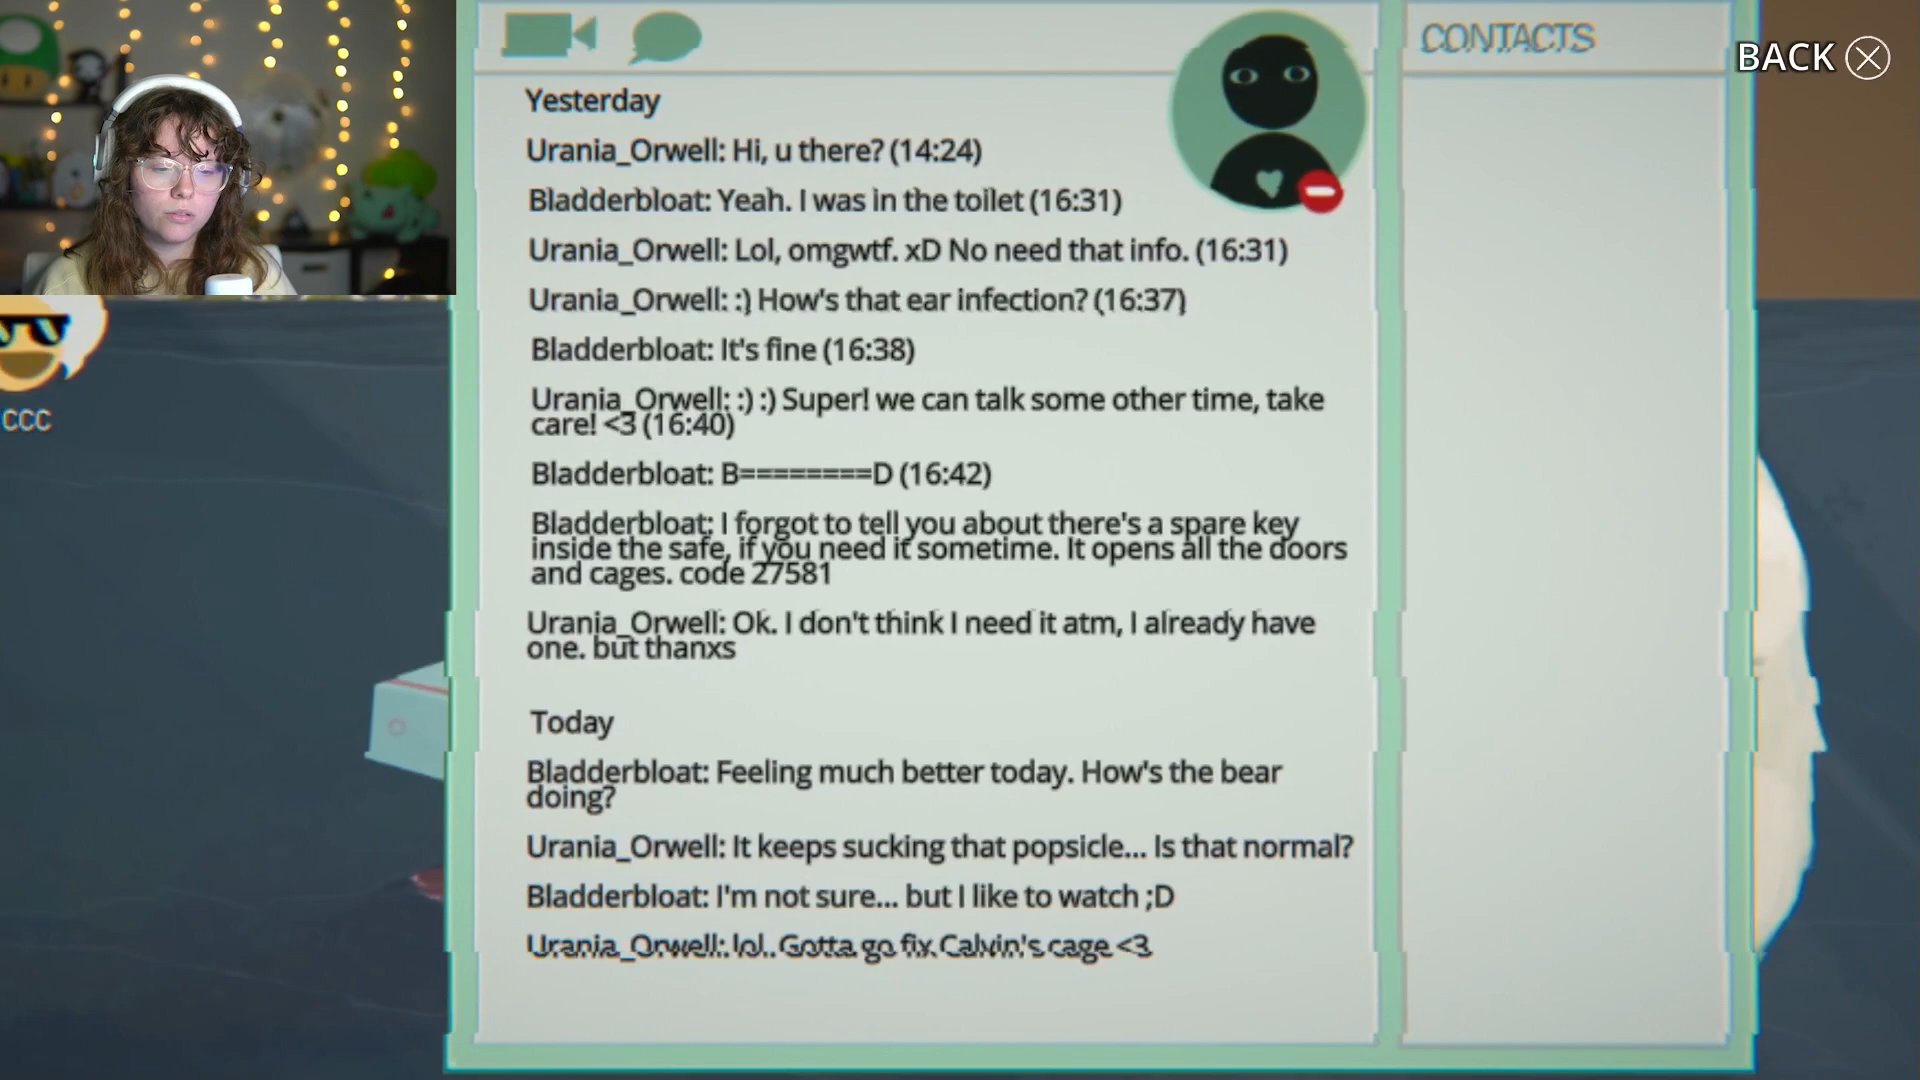 CONTACTS
BACK
Yesterday
Urania_Orwell: Hi, u there? (14:24)
Bladderbloat: Yeah. I was in the toilet (16:31)
Urania_Orwell: Lol, omgwtf. xD No need that info. (16:31)
Urania_Orwell: :) How's that ear infection? (16:37)
Bladderbloat: It's fine (16:38)
Urania_Orwell: :) :) Super! we can talk some other time, take
care! <3 (16:40)
Bladderbloat: B========D (16:42)
Bladderbloat: I forgot to tell you about there's a spare key
inside the safe, if you need it sometime. It opens all the doors
and cages. code 27581
Urania_Orwell: Ok. I don't think I need it atm, I already have
one. but thanxs
Today
Bladderbloat: Feeling much better today. How's the bear
doing?
Urania_Orwell: It keeps sucking that popsicle... Is that normal?
Bladderbloat: I'm not sure... but I like to watch ;D
Urania_Orwell: lol.. Gotta go fix Calvin's cage <3
CCC